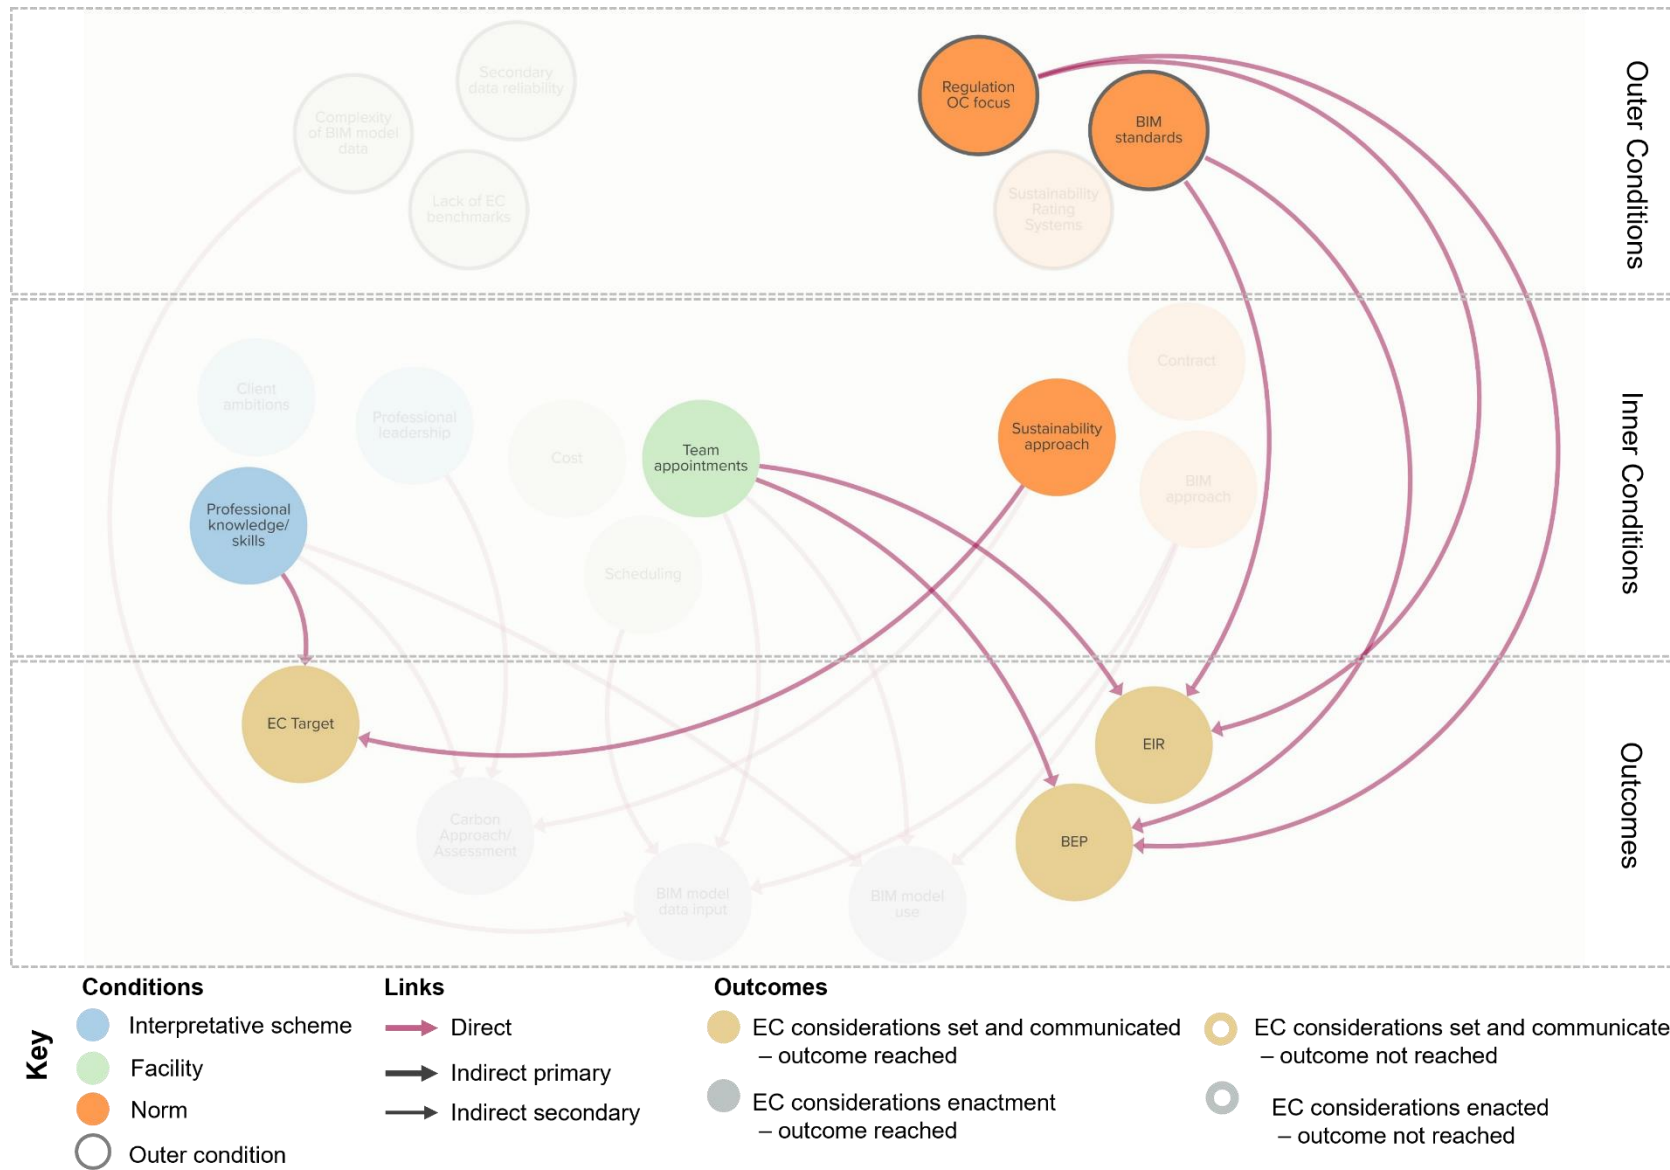 Secondary
data reliability
Complexity
of BIM model
data
Lack of EC
benchmarks
Regulation
OC focus
BIM
standards
Sustainability
Rating
Systems
Outer Conditions
Client
ambitions
Professional
leadership
Cost
Team
appointments
Sustainability
approach
Contract
BIM
approach
Professional
knowledge/
skills
Scheduling
Inner Conditions
EC Target
Carbon
Approach/
Assessment
BIM model
data input
BIM model
use
EIR
BEP
Outcomes
Key
Conditions
Interpretative scheme
Facility
Norm
Outer condition
Links
Direct
Indirect primary
Indirect secondary
Outcomes
EC considerations set and communicated
– outcome reached
EC considerations enactment
– outcome reached
EC considerations set and communicate
– outcome not reached
EC considerations enacted
– outcome not reached